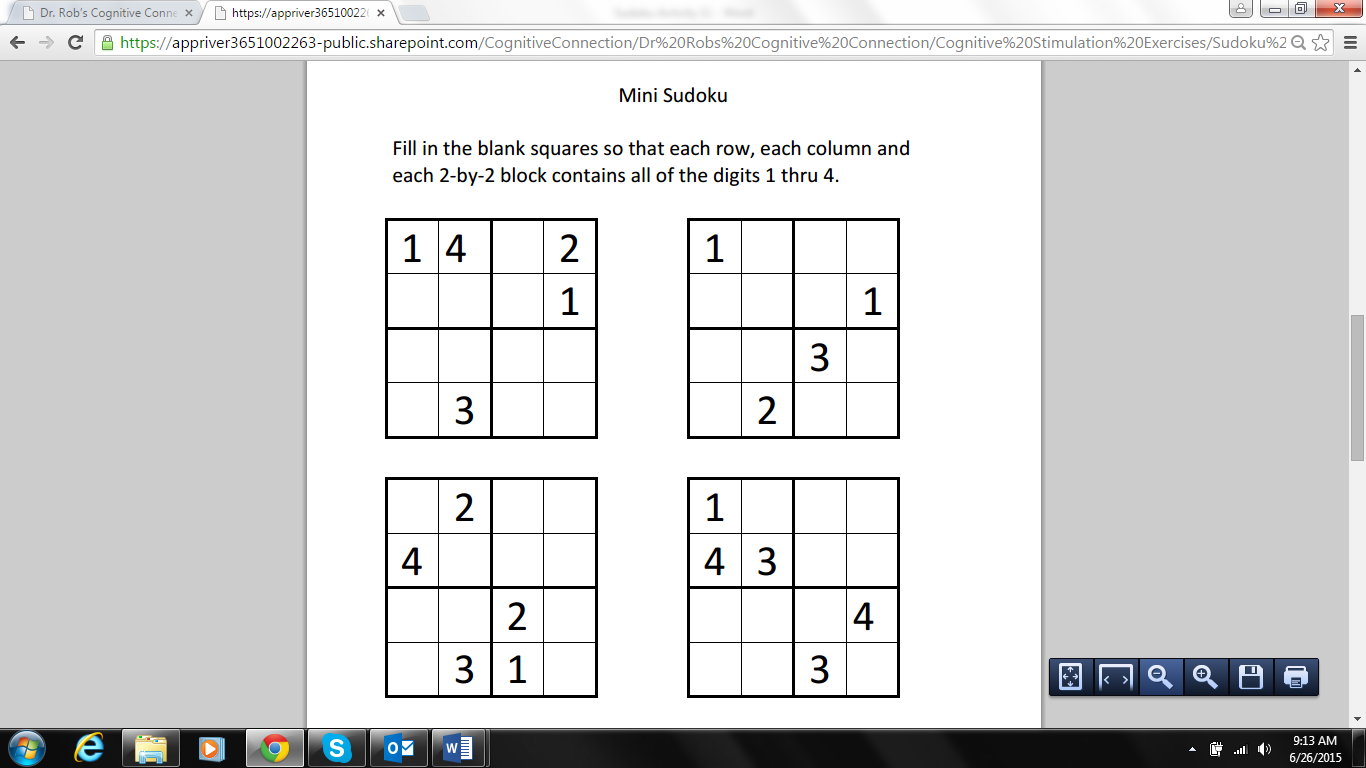 Dr. Rob's Cognitive Conne
https://appriver365100226
https://appriver3651002263-public.sharepoint.com/CognitiveConnection/Dr%20Robs%20Cognitive%20Connection/Cognitive%20Stimulation%20Exercises/Sudoku%2
Mini Sudoku
Fill in the blank squares so that each row, each column and
each 2-by-2 block contains all of the digits 1 thru 4.
1 4 2
1
3
1
1
3
2
2
4
2
3 1
1
4 3
4
3
9:13 AM
6/26/2015